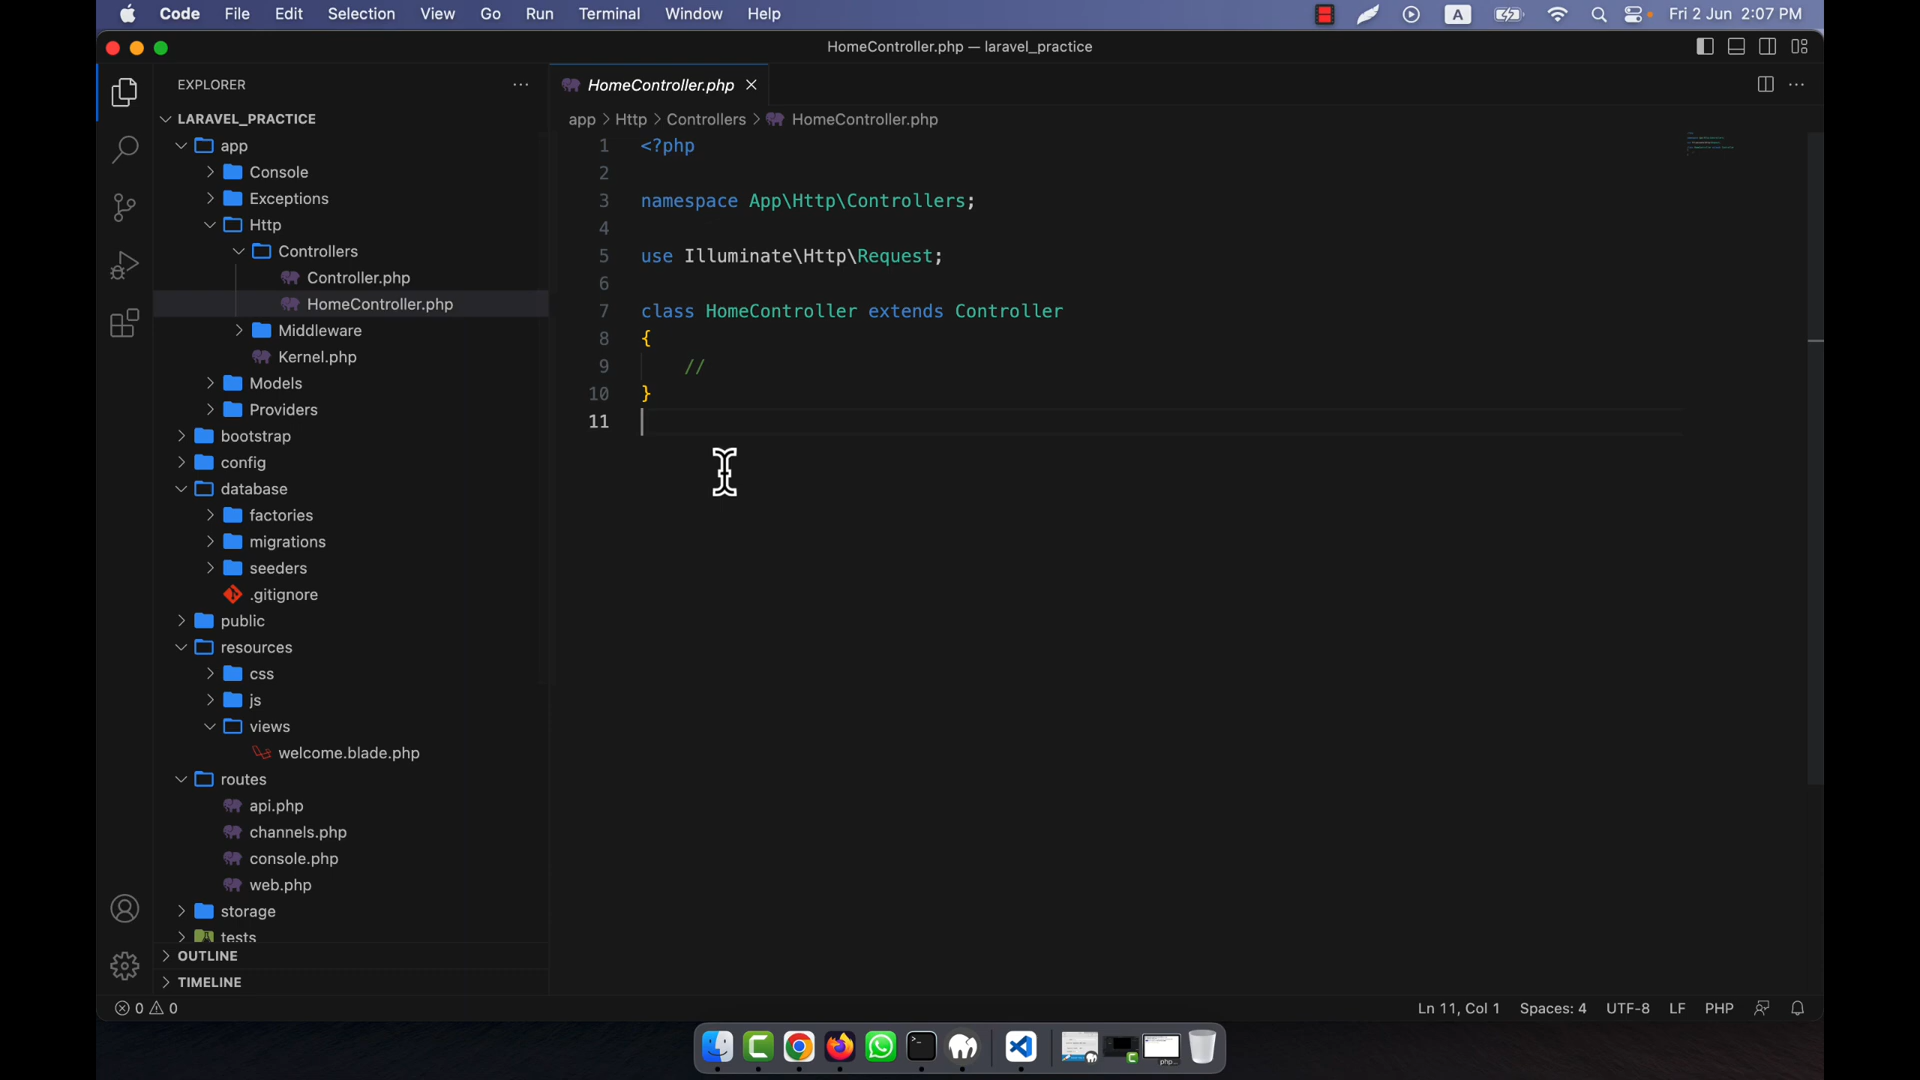 Code File Edit Selection View Go Run Terminal Window Help A Fri 2 Jun 2:07 PM
HomeController.php — laravel_practice
EXPLORER
LARAVEL_PRACTICE
app
Console
Exceptions
Http
Controllers
Controller.php
HomeController.php
Middleware
Kernel.php
Models
Providers
bootstrap
config
database
factories
migrations
seeders
.gitignore
public
resources
css
js
views
welcome.blade.php
routes
api.php
channels.php
console.php
web.php
storage
tests
OUTLINE
TIMELINE
HomeController.php
app > Http > Controllers > HomeController.php
1 <?php
2
3 namespace App\Http\Controllers;
4
5 use Illuminate\Http\Request;
6
7 class HomeController extends Controller
8 {
9 //
10 }
11
0 0 Ln 11, Col 1 Spaces: 4 UTF-8 LF PHP